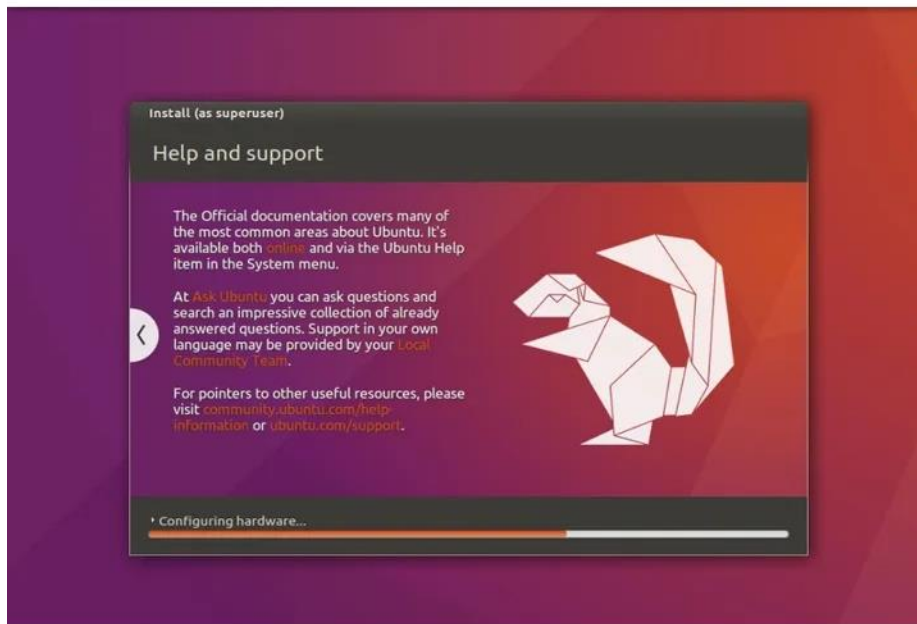 Install (as superuser)
Help and support
The Official documentation covers many of
the most common areas about Ubuntu. It's
available both online and via the Ubuntu Help
item in the System menu.
At Ask Ubuntu you can ask questions and
search an impressive collection of already
answered questions. Support in your own
language may be provided by your Local
Community Team.
For pointers to other useful resources, please
visit community.ubuntu.com/help-
information or ubuntu.com/support.
Configuring hardware...